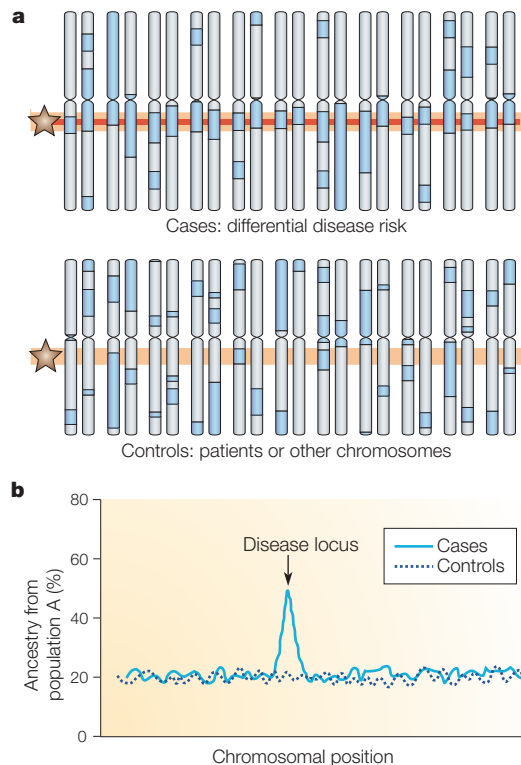 a
Cases: differential disease risk
Controls: patients or other chromosomes
b
80
60
40
20
0
Ancestry from
population A (%)
Disease locus
Cases
Controls
Chromosomal position